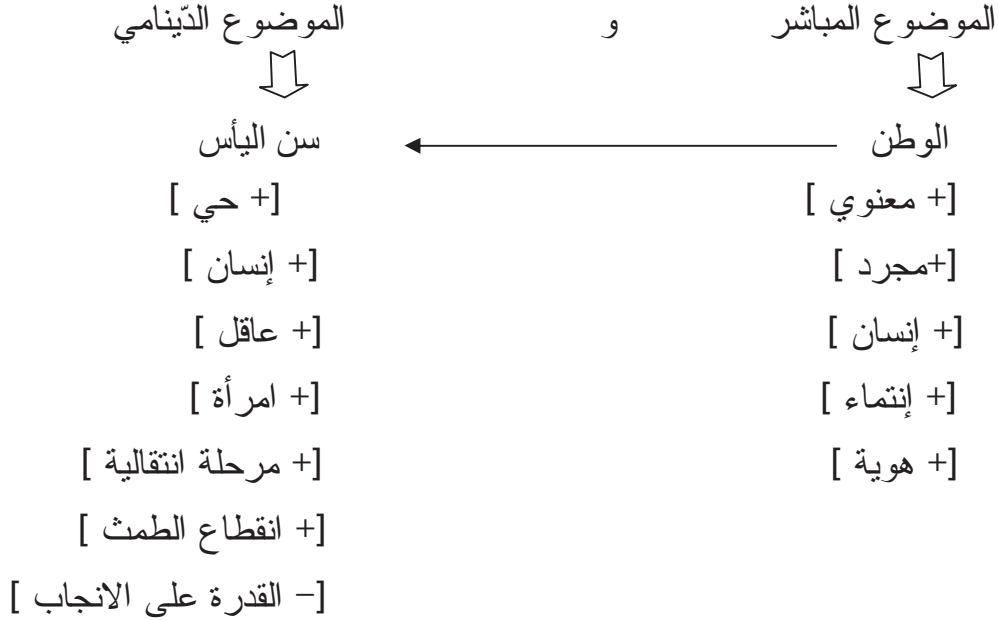 الموضوع المباشر و الموضوع الدّينامي
الوطن سن اليأس
[+ معنوي ] [+ حي ]
[+مجرد ] [+ إنسان ]
[+ إنسان ] [+ عاقل ]
[+ إنتماء ] [+ امرأة ]
[+ هوية ] [+ مرحلة انتقالية ]
[+ انقطاع الطمث ]
[– القدرة على الانجاب ]